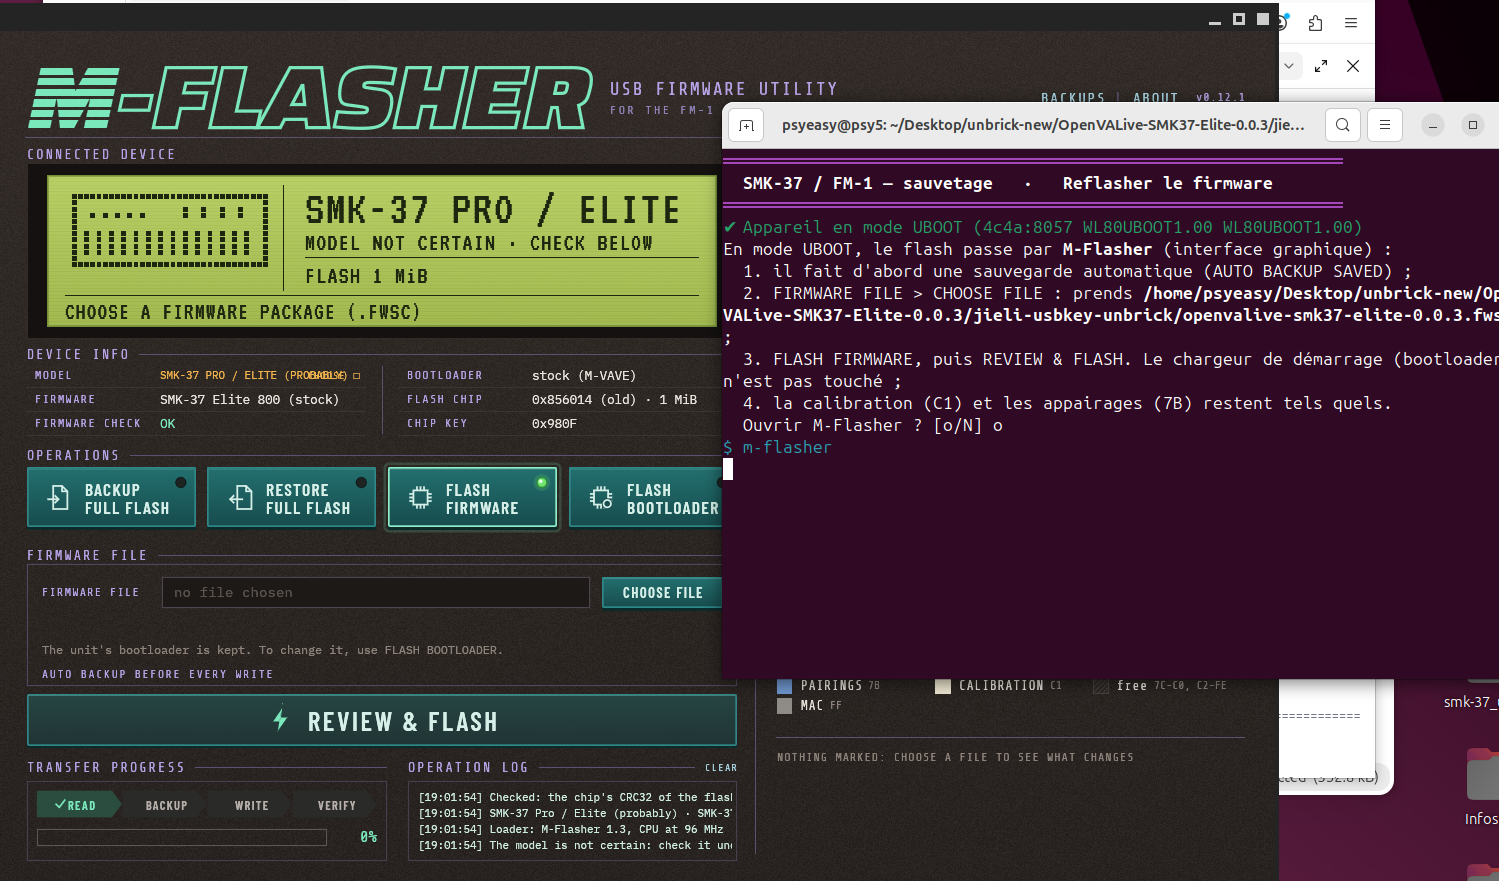 M-FLASHER
USB FIRMWARE UTILITY
FOR THE FM-1
BACKUPS | ABOUT v0.12.1
CONNECTED DEVICE
SMK-37 PRO / ELITE
MODEL NOT CERTAIN · CHECK BELOW
FLASH 1 MiB
CHOOSE A FIRMWARE PACKAGE (.FWSC)
DEVICE INFO
MODEL SMK-37 PRO / ELITE (PROBABLY)
FIRMWARE SMK-37 Elite 800 (stock)
FIRMWARE CHECK OK
BOOTLOADER stock (M-VAVE)
FLASH CHIP 0x856014 (old) · 1 MiB
CHIP KEY 0x980F
OPERATIONS
BACKUP FULL FLASH
RESTORE FULL FLASH
FLASH FIRMWARE
FLASH BOOTLOADER
FIRMWARE FILE
FIRMWARE FILE no file chosen CHOOSE FILE
The unit's bootloader is kept. To change it, use FLASH BOOTLOADER.
AUTO BACKUP BEFORE EVERY WRITE
REVIEW & FLASH
TRANSFER PROGRESS
READ BACKUP WRITE VERIFY
0%
OPERATION LOG CLEAR
[19:01:54] Checked: the chip's CRC32 of the flas
[19:01:54] SMK-37 Pro / Elite (probably) · SMK-3
[19:01:54] Loader: M-Flasher 1.3, CPU at 96 MHz
[19:01:54] The model is not certain: check it un
psyeasy@psy5: ~/Desktop/unbrick-new/OpenVALive-SMK37-Elite-0.0.3/jie...
SMK-37 / FM-1 — sauvetage · Reflasher le firmware
✔ Appareil en mode UBOOT (4c4a:8057 WL80UBOOT1.00 WL80UBOOT1.00)
En mode UBOOT, le flash passe par M-Flasher (interface graphique) :
1. il fait d'abord une sauvegarde automatique (AUTO BACKUP SAVED) ;
2. FIRMWARE FILE > CHOOSE FILE : prends /home/psyeasy/Desktop/unbrick-new/Op
VALive-SMK37-Elite-0.0.3/jieli-usbkey-unbrick/openvalive-smk37-elite-0.0.3.fws
;
3. FLASH FIRMWARE, puis REVIEW & FLASH. Le chargeur de démarrage (bootloader
n'est pas touché ;
4. la calibration (C1) et les appairages (7B) restent tels quels.
Ouvrir M-Flasher ? [o/N] o
$ m-flasher
PAIRINGS 7B CALIBRATION C1 free 7C-C0, C2-FE
MAC FF
NOTHING MARKED: CHOOSE A FILE TO SEE WHAT CHANGES
============
smk-37_
Infos